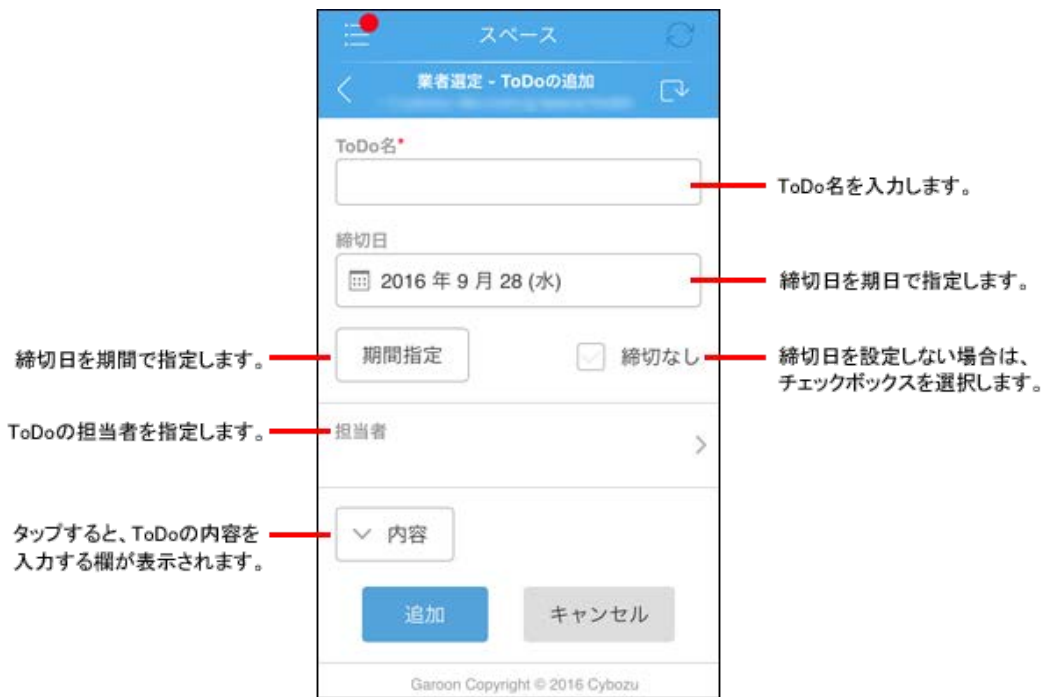 スペース
業者選定 - ToDoの追加
ToDo名*
ToDo名を入力します。
締切日
2016 年 9 月 28 (水)
締切日を期日で指定します。
締切日を期間で指定します。
期間指定
締切なし
締切日を設定しない場合は、
チェックボックスを選択します。
ToDoの担当者を指定します。
担当者
タップすると、ToDoの内容を
入力する欄が表示されます。
内容
追加
キャンセル
Garoon Copyright © 2016 Cybozu